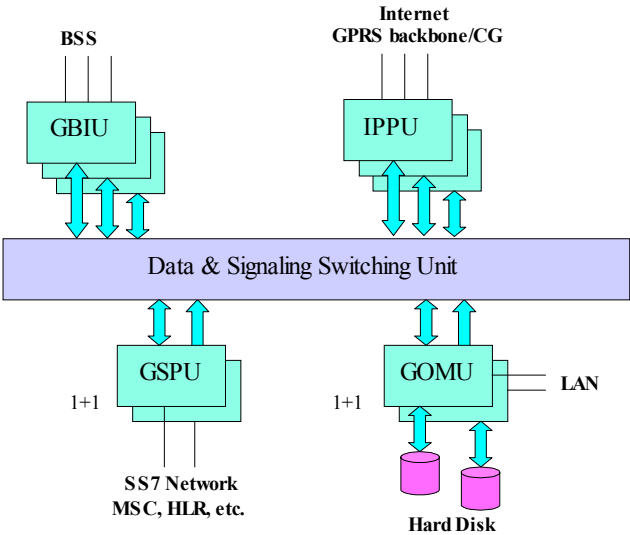 Internet
BSS
GPRS backbone/CG
GBIU
IPPU
Data & Signaling Switching Unit
GSPU
GOMU
LAN
1+1
1+1
SS7 Network
MSC, HLR, etc.
Hard Disk